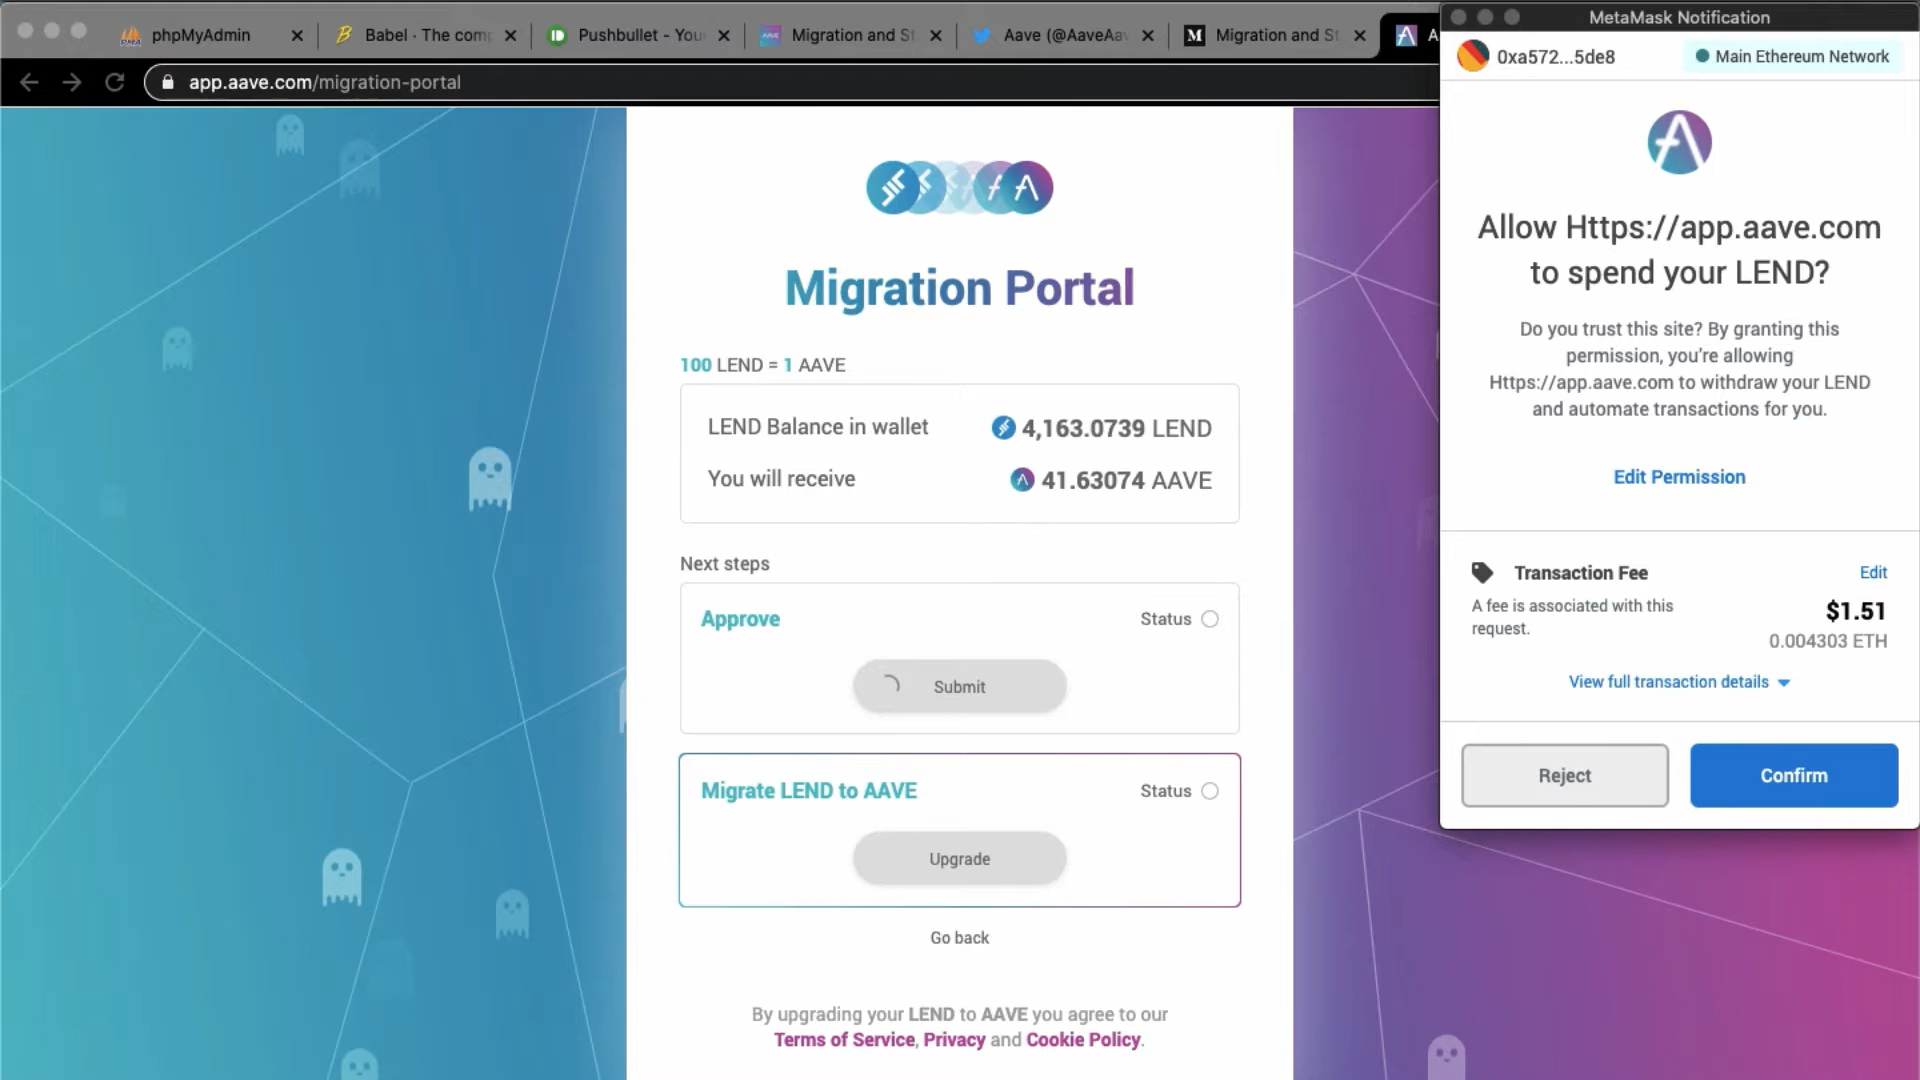 phpMyAdmin
Babel · The comp
Pushbullet - You
Migration and St
Aave (@AaveAa
Migration and St
A
app.aave.com/migration-portal
Migration Portal
100 LEND = 1 AAVE
LEND Balance in wallet 4,163.0739 LEND
You will receive 41.63074 AAVE
Next steps
Approve Status
Submit
Migrate LEND to AAVE Status
Upgrade
Go back
By upgrading your LEND to AAVE you agree to our
Terms of Service, Privacy and Cookie Policy.
MetaMask Notification
0xa572...5de8 Main Ethereum Network
Allow Https://app.aave.com
to spend your LEND?
Do you trust this site? By granting this
permission, you’re allowing
Https://app.aave.com to withdraw your LEND
and automate transactions for you.
Edit Permission
Transaction Fee Edit
A fee is associated with this
request.
$1.51
0.004303 ETH
View full transaction details
Reject Confirm